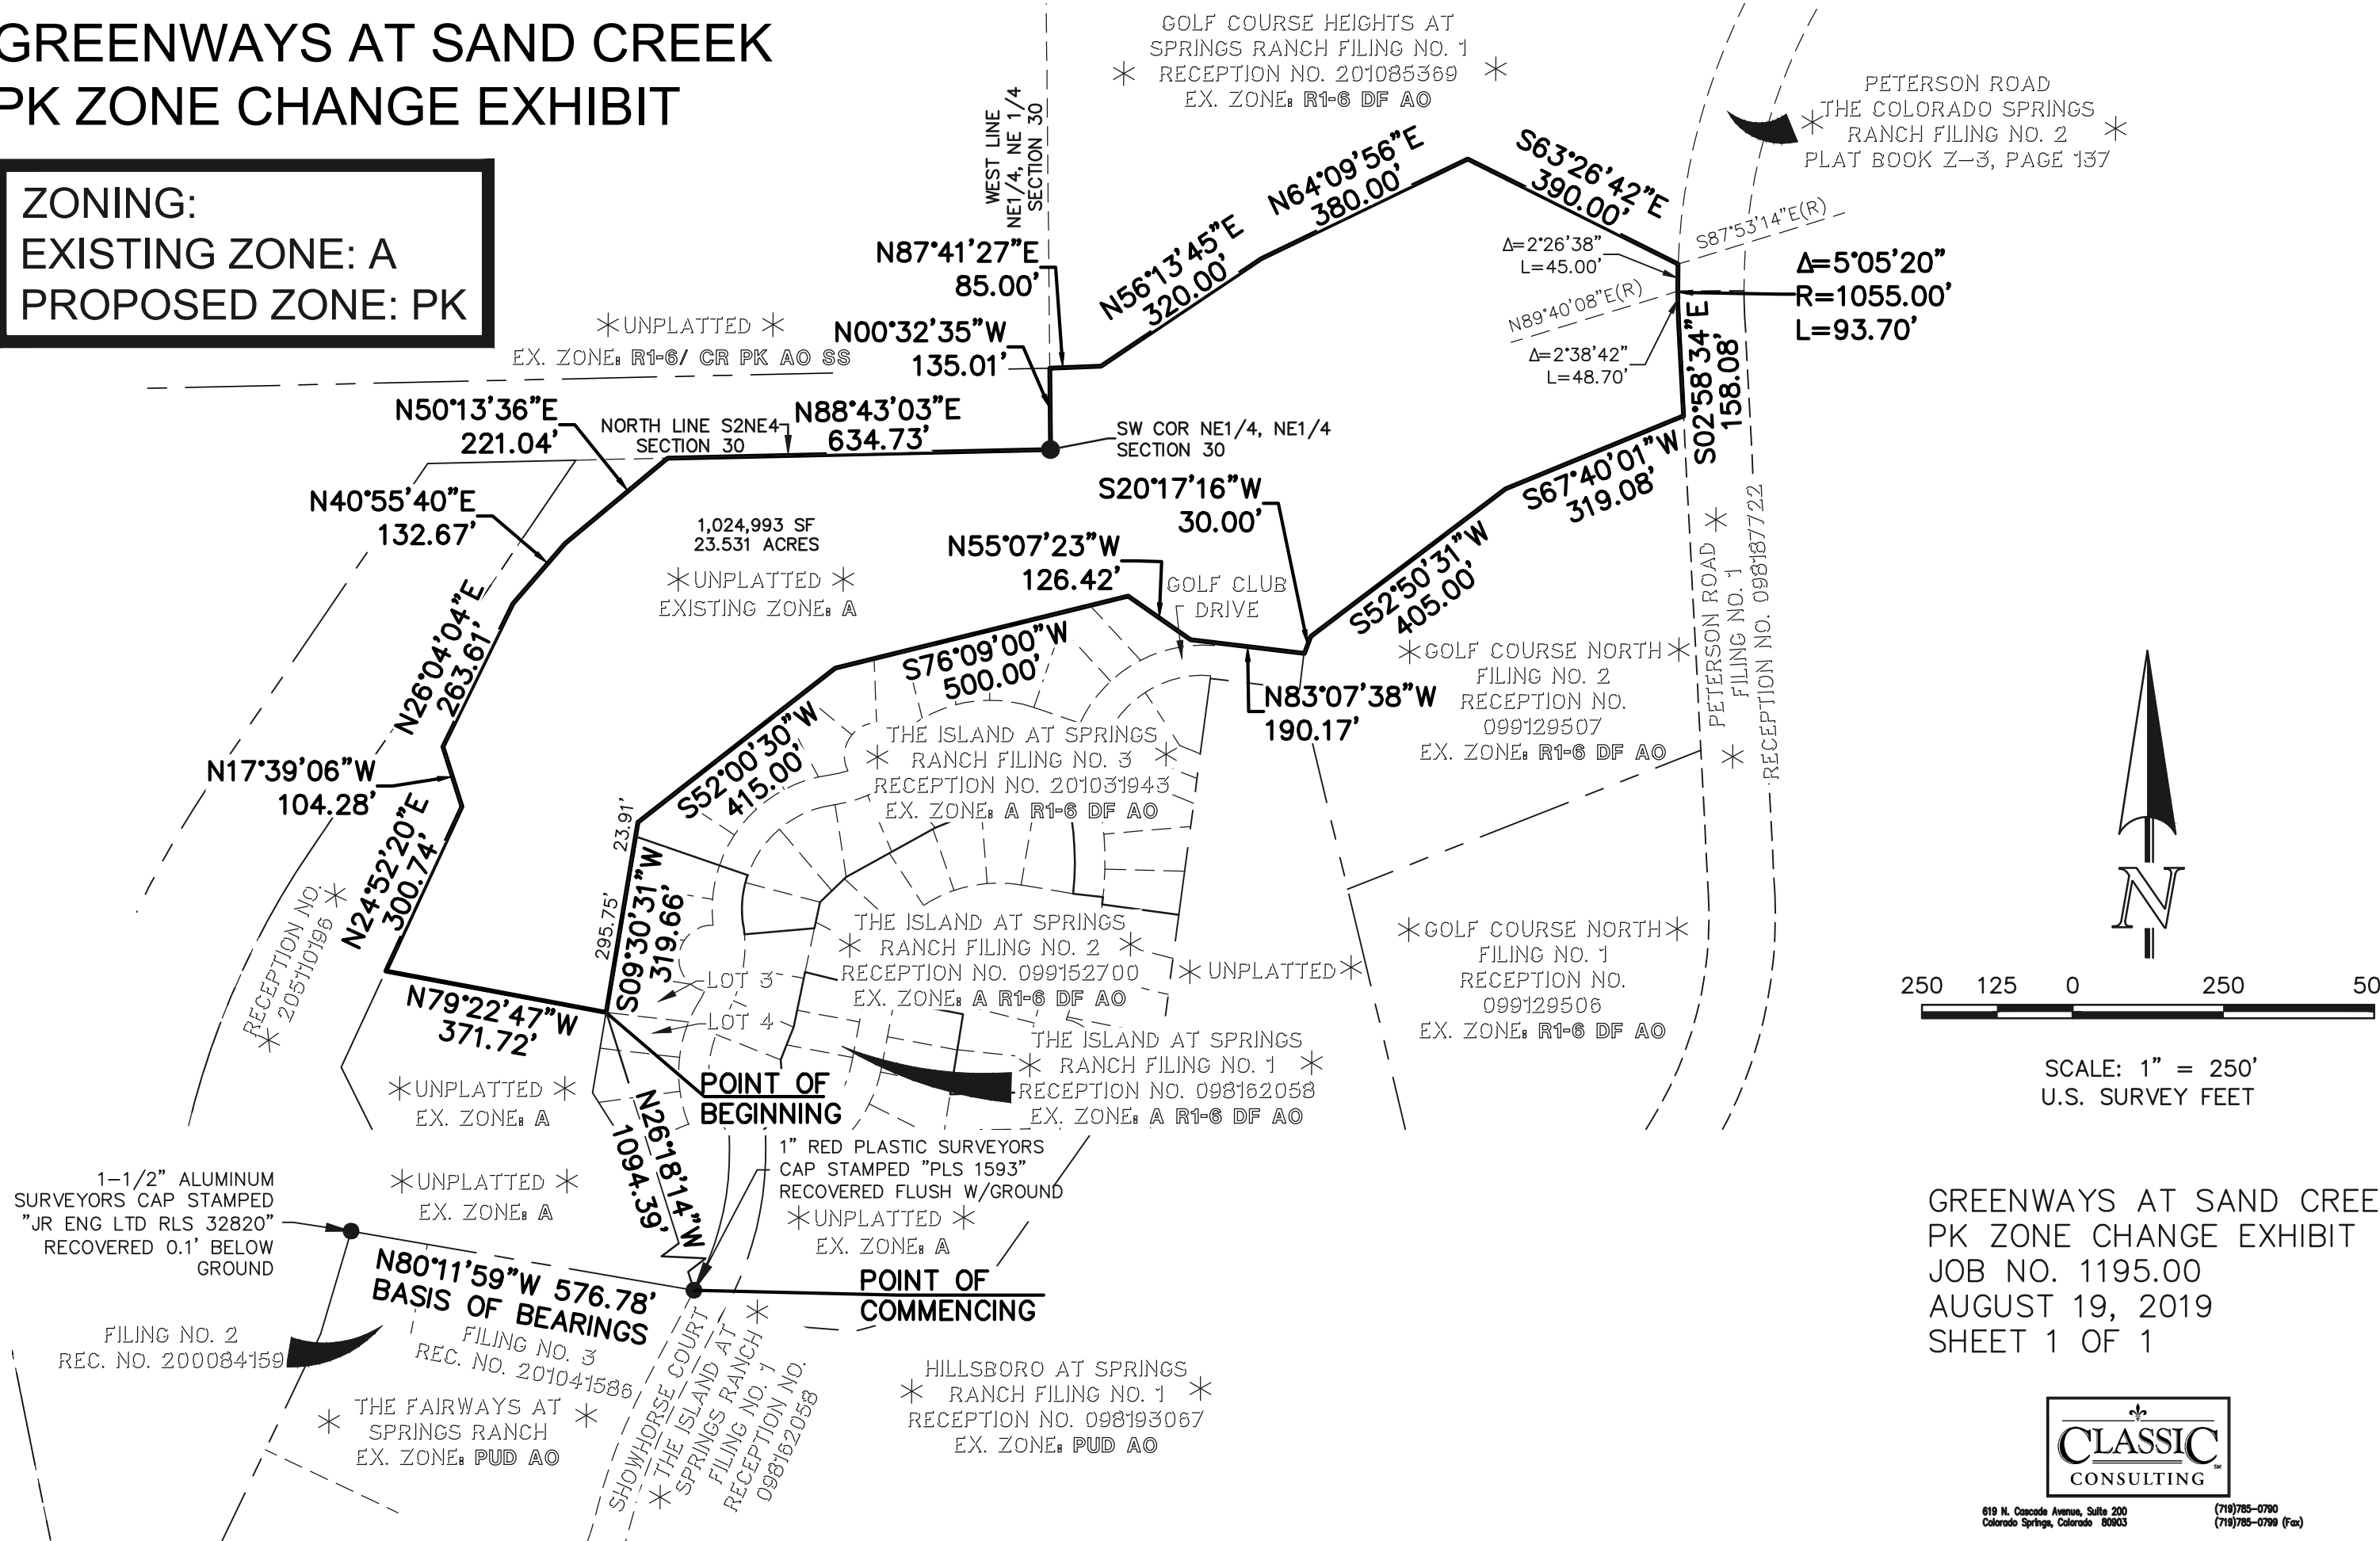 GREENWAYS AT SAND CREEK
PK ZONE CHANGE EXHIBIT
ZONING:
EXISTING ZONE: A
PROPOSED ZONE: PK
GOLF COURSE HEIGHTS AT
SPRINGS RANCH FILING NO. 1
RECEPTION NO. 201085369
EX. ZONE: R1-6 DF AO
PETERSON ROAD
THE COLORADO SPRINGS
RANCH FILING NO. 2
PLAT BOOK Z-3, PAGE 137
WEST LINE
NE1/4, NE 1/4
SECTION 30
N87°41'27"E
85.00'
N56°13'45"E
320.00'
N64°09'56"E
380.00'
S63°26'42"E
390.00'
S87°53'14"E(R)
Δ=2°26'38"
L=45.00'
Δ=5°05'20"
R=1055.00'
L=93.70'
N89°40'08"E(R)
Δ=2°38'42"
L=48.70'
S02°58'34"E
158.08'
UNPLATTED
EX. ZONE: R1-6/ CR PK AO SS
N00°32'35"W
135.01'
N50°13'36"E
221.04'
NORTH LINE S2NE4
SECTION 30
N88°43'03"E
634.73'
SW COR NE1/4, NE1/4
SECTION 30
S67°40'01"W
319.08'
N40°55'40"E
132.67'
S20°17'16"W
30.00'
1,024,993 SF
23.531 ACRES
UNPLATTED
EXISTING ZONE: A
N55°07'23"W
126.42'
GOLF CLUB
DRIVE
S52°50'31"W
405.00'
PETERSON ROAD
FILING NO. 1
RECEPTION NO. 098187722
N26°04'04"E
263.61'
S76°09'00"W
500.00'
N83°07'38"W
190.17'
GOLF COURSE NORTH
FILING NO. 2
RECEPTION NO.
099129507
EX. ZONE: R1-6 DF AO
N17°39'06"W
104.28'
S52°00'30"W
415.00'
THE ISLAND AT SPRINGS
RANCH FILING NO. 3
RECEPTION NO. 201031943
EX. ZONE: A R1-6 DF AO
N24°52'20"E
300.74'
23.91'
295.75'
S09°30'31"W
319.66'
RECEPTION NO.
205110196
THE ISLAND AT SPRINGS
RANCH FILING NO. 2
RECEPTION NO. 099152700
EX. ZONE: A R1-6 DF AO
UNPLATTED
GOLF COURSE NORTH
FILING NO. 1
RECEPTION NO.
099129506
EX. ZONE: R1-6 DF AO
LOT 3
LOT 4
N79°22'47"W
371.72'
THE ISLAND AT SPRINGS
RANCH FILING NO. 1
RECEPTION NO. 098162058
EX. ZONE: A R1-6 DF AO
UNPLATTED
EX. ZONE: A
POINT OF
BEGINNING
N26°18'14"W
1094.39'
1" RED PLASTIC SURVEYORS
CAP STAMPED "PLS 1593"
RECOVERED FLUSH W/GROUND
UNPLATTED
EX. ZONE: A
UNPLATTED
EX. ZONE: A
1-1/2" ALUMINUM
SURVEYORS CAP STAMPED
"JR ENG LTD RLS 32820"
RECOVERED 0.1' BELOW
GROUND
N80°11'59"W 576.78'
BASIS OF BEARINGS
POINT OF
COMMENCING
FILING NO. 2
REC. NO. 200084159
FILING NO. 3
REC. NO. 201041586
THE FAIRWAYS AT
SPRINGS RANCH
EX. ZONE: PUD AO
SHOWHORSE COURT
THE ISLAND AT
SPRINGS RANCH
FILING NO. 1
RECEPTION NO.
098162058
HILLSBORO AT SPRINGS
RANCH FILING NO. 1
RECEPTION NO. 098193067
EX. ZONE: PUD AO
N
250 125 0 250 50
SCALE: 1" = 250'
U.S. SURVEY FEET
GREENWAYS AT SAND CREE
PK ZONE CHANGE EXHIBIT
JOB NO. 1195.00
AUGUST 19, 2019
SHEET 1 OF 1
CLASSIC
SM
CONSULTING
619 N. Cascade Avenue, Suite 200 (719)785-0790
Colorado Springs, Colorado 80903 (719)785-0799 (Fax)